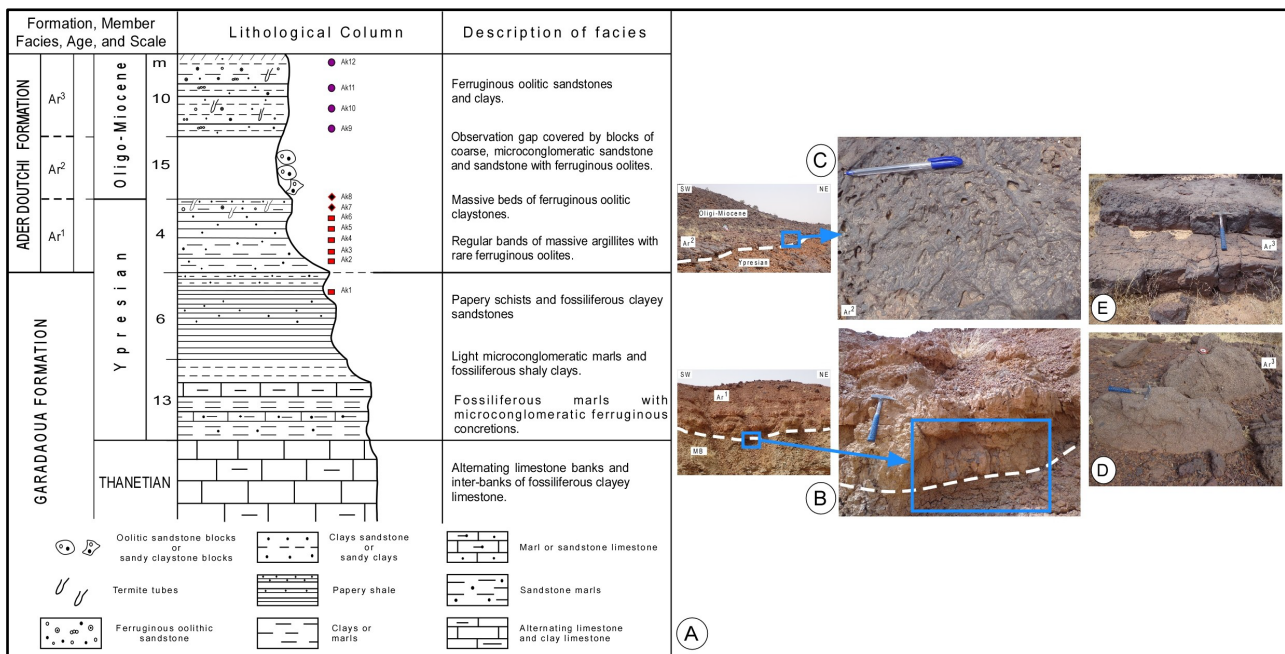 Formation, Member
Facies, Age, and Scale
Lithological Column
Description of facies
ADER DOUTCHI FORMATION
Ar³
Ar²
Ar¹
Oligo-Miocene
Ypresian
m
10
15
4
6
13
GARADAOUA FORMATION
THANETIAN
Ak12
Ak11
Ak10
Ak9
Ak8
Ak7
Ak6
Ak5
Ak4
Ak3
Ak2
Ak1
Ferruginous oolitic sandstones
and clays.
Observation gap covered by blocks of
coarse, microconglomeratic sandstone
and sandstone with ferruginous oolites.
Massive beds of ferruginous oolitic
claystones.
Regular bands of massive argillites with
rare ferruginous oolites.
Papery schists and fossiliferous clayey
sandstones
Light microconglomeratic marls and
fossiliferous shaly clays.
Fossiliferous marls with
microconglomeratic ferruginous
concretions.
Alternating limestone banks and
inter-banks of fossiliferous clayey
limestone.
Oolitic sandstone blocks
or
sandy claystone blocks
Clays sandstone
or
sandy clays
Marl or sandstone limestone
Termite tubes
Papery shale
Sandstone marls
Ferruginous oolithic
sandstone
Clays or
marls
Alternating limestone
and clay limestone
A
SW
NE
Oligi-Miocene
Ar²
Ypresian
C
Ar²
SW
NE
Ar¹
MB
B
Ar³
E
Ar³
D